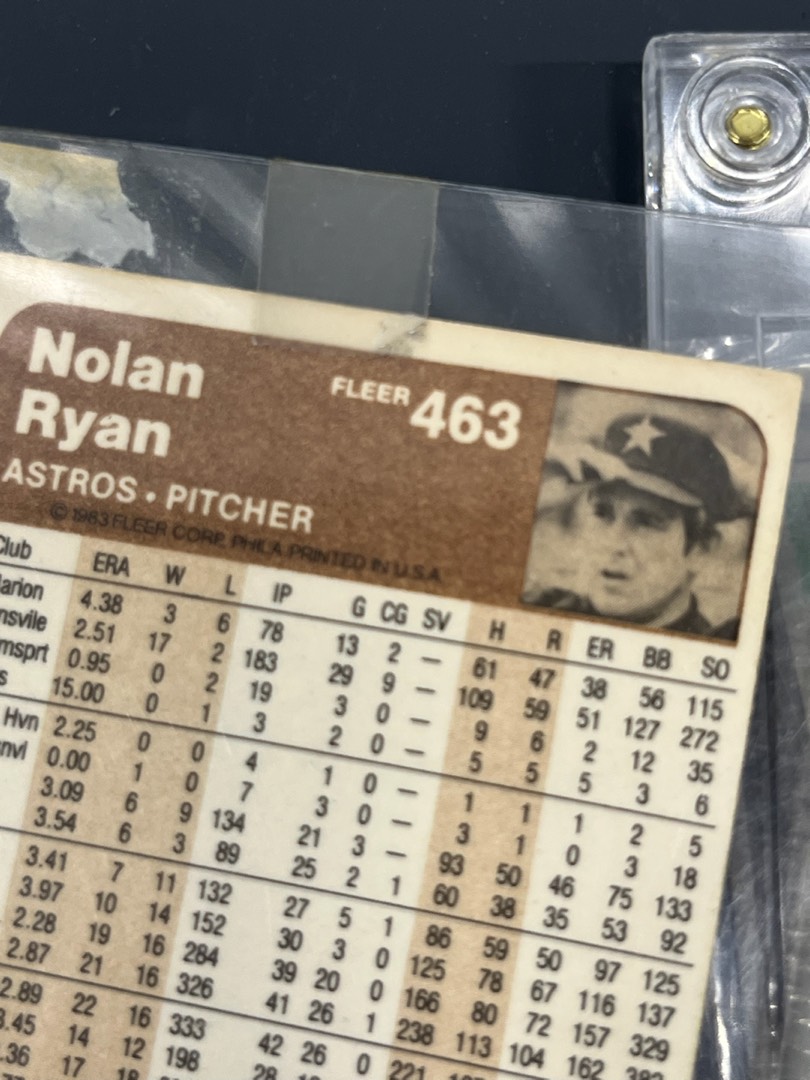 Nolan
Ryan
FLEER 463
ASTROS • PITCHER
© 1983 FLEER CORP. PHILA. PRINTED IN U.S.A.
Club ERA W L IP G CG SV H R ER BB SO
arion 4.38 3 6 78 13 2 — 61 47 38 56 115
nsvile 2.51 17 2 183 29 9 — 109 59 51 127 272
msprt 0.95 0 2 19 3 0 — 9 6 2 12 35
s 15.00 0 1 3 2 0 — 5 5 5 3 6
Hvn 2.25 0 0 4 1 0 — 1 1 1 2 5
nvl 0.00 1 0 7 3 0 — 3 1 0 3 18
3.09 6 9 134 21 3 — 93 50 46 75 133
3.54 6 3 89 25 2 1 60 38 35 53 92
3.41 7 11 132 27 5 1 86 59 50 97 125
3.97 10 14 152 30 3 0 125 78 67 116 137
2.28 19 16 284 39 20 0 166 80 72 157 329
2.87 21 16 326 41 26 1 238 113 104 162
2.89 22 16 333 42 26 0 221
.45 14 12 198 28
.36 17 18